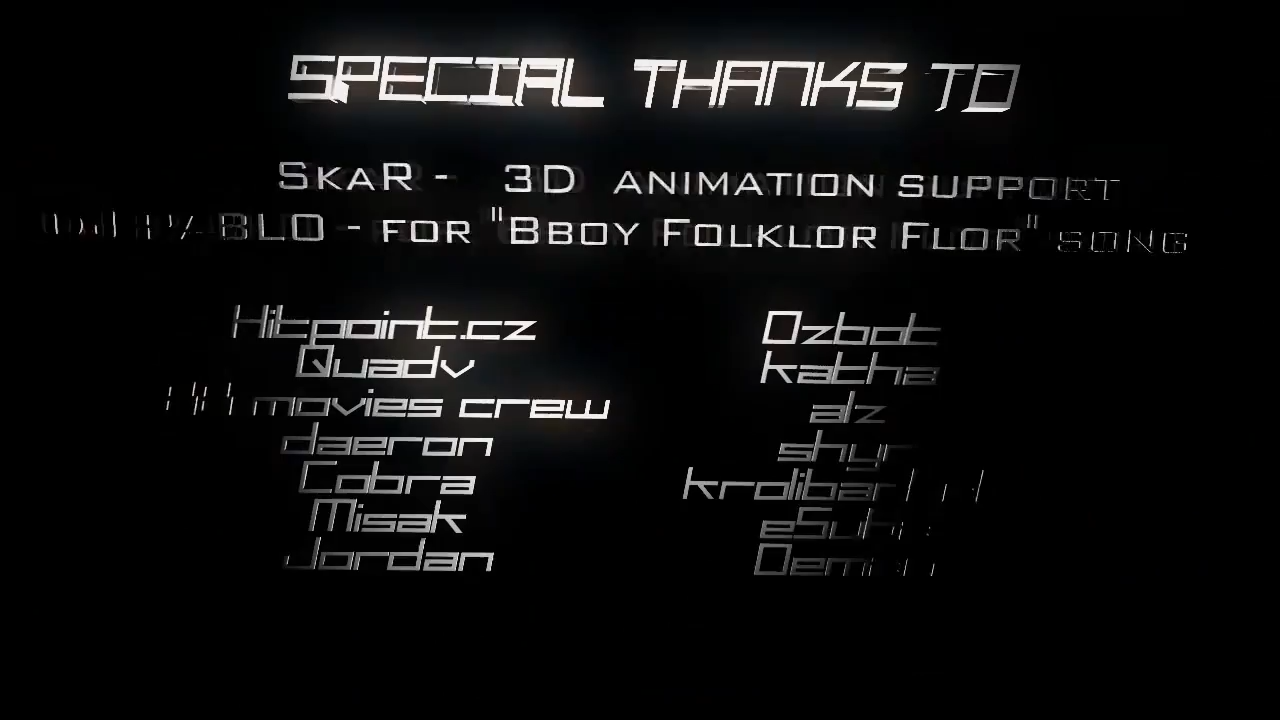 SPECIAL THANKS TO
SKAR - 3D ANIMATION SUPPORT
- FOR "BBOY FOLKLOR FLOR" SONG
Hitpoint.cz
Quadv
movies crew
daeron
Cobra
Misak
Jordan
Ozbot
katcha
alz